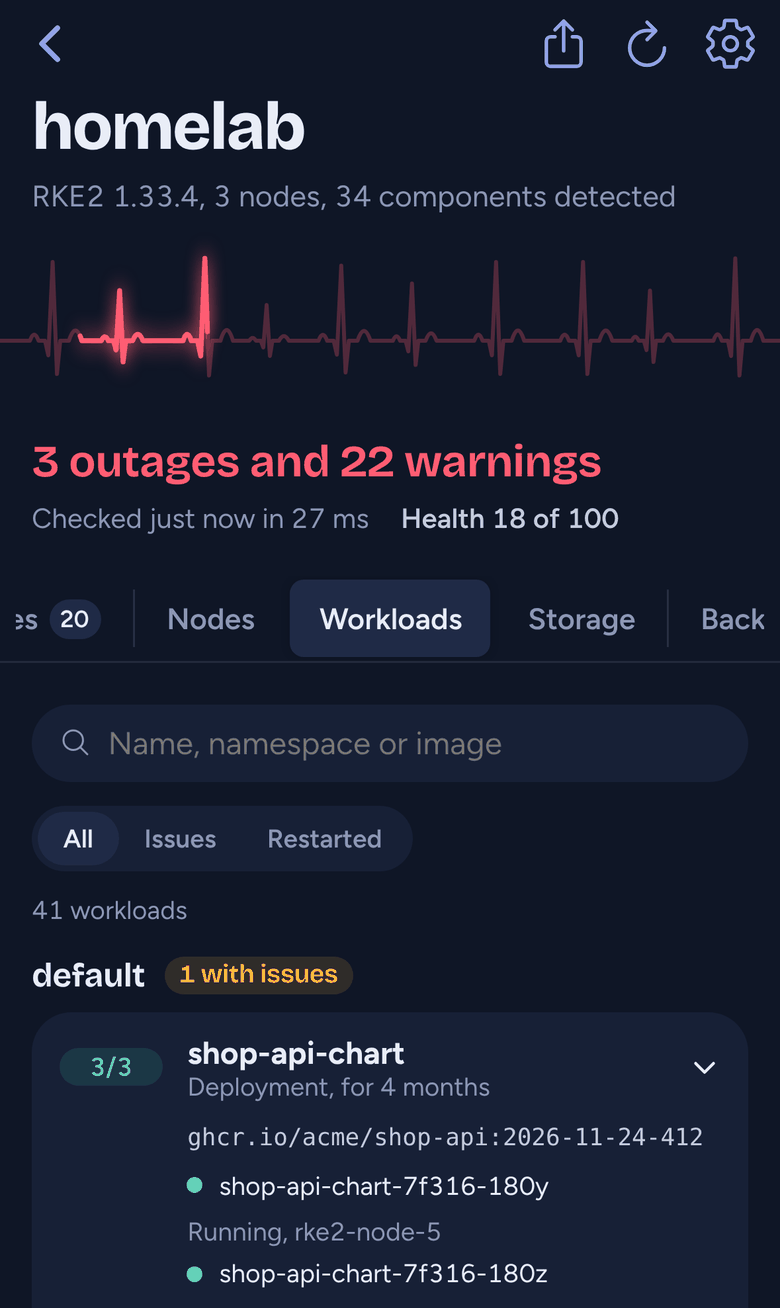 homelab
RKE2 1.33.4, 3 nodes, 34 components detected
3 outages and 22 warnings
Checked just now in 27 ms Health 18 of 100
es 20 Nodes Workloads Storage Back
Name, namespace or image
All Issues Restarted
41 workloads
default 1 with issues
3/3 shop-api-chart
Deployment, for 4 months
ghcr.io/acme/shop-api:2026-11-24-412
shop-api-chart-7f316-180y
Running, rke2-node-5
shop-api-chart-7f316-180z